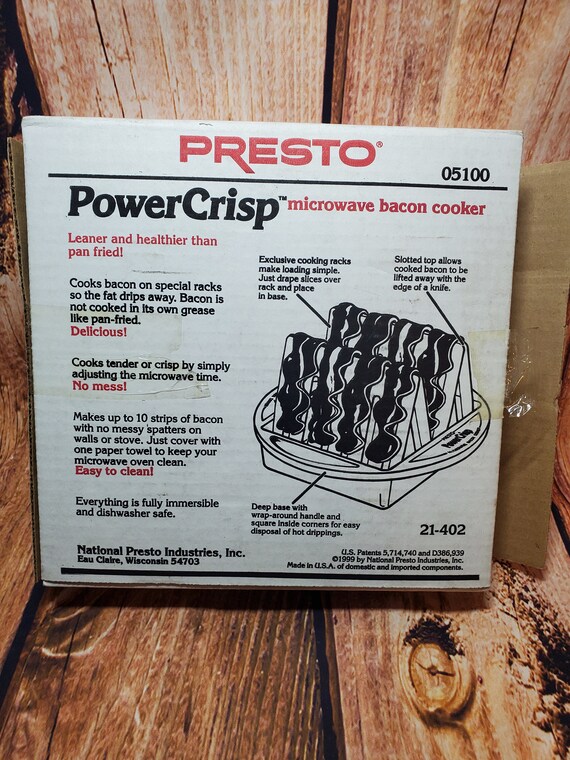 PRESTO®
05100
PowerCrisp™ microwave bacon cooker
Leaner and healthier than
pan fried!
Cooks bacon on special racks
so the fat drips away. Bacon is
not cooked in its own grease
like pan-fried.
Delicious!
Cooks tender or crisp by simply
adjusting the microwave time.
No mess!
Makes up to 10 strips of bacon
with no messy spatters on
walls or stove. Just cover with
one paper towel to keep your
microwave oven clean.
Easy to clean!
Everything is fully immersible
and dishwasher safe.
Exclusive cooking racks
make loading simple.
Just drape slices over
rack and place
in base.
Slotted top allows
cooked bacon to be
lifted away with the
edge of a knife.
Deep base with
wrap-around handle and
square inside corners for easy
disposal of hot drippings.
21-402
National Presto Industries, Inc.
Eau Claire, Wisconsin 54703
U.S. Patents 5,714,740 and D386,939
©1999 by National Presto Industries, Inc.
Made in U.S.A. of domestic and imported components.